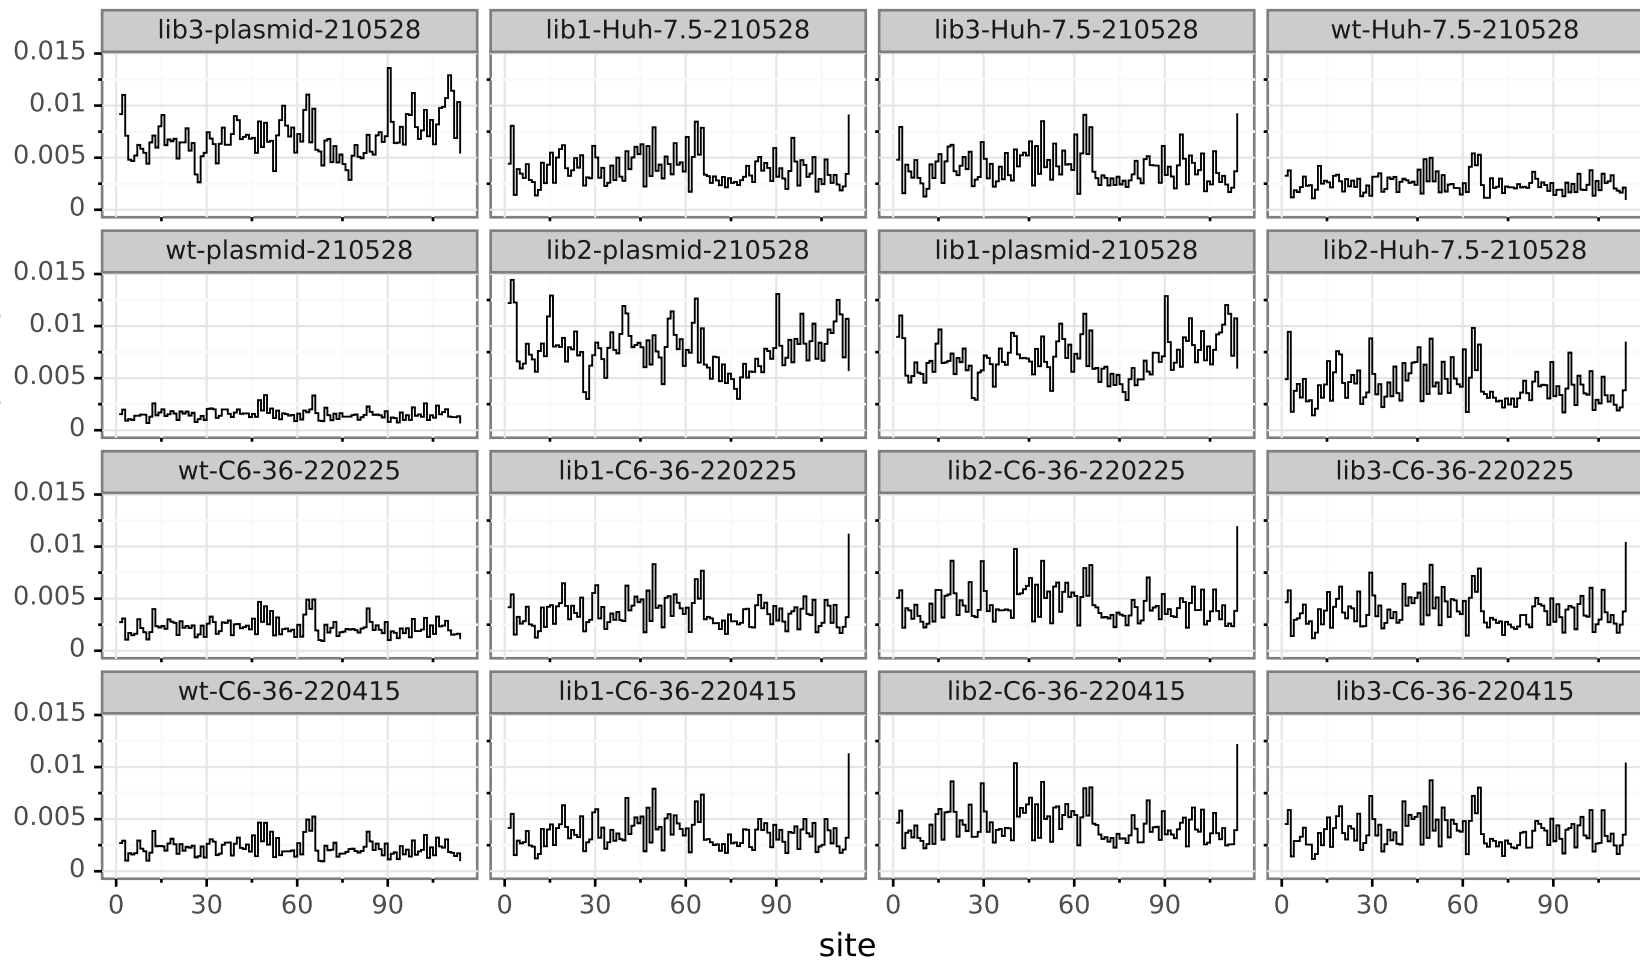 lib3-plasmid-210528 lib1-Huh-7.5-210528 lib3-Huh-7.5-210528 wt-Huh-7.5-210528
0.015
0.01
0.005
0
wt-plasmid-210528 lib2-plasmid-210528 lib1-plasmid-210528 lib2-Huh-7.5-210528
0.015
0.01
0.005
0
wt-C6-36-220225 lib1-C6-36-220225 lib2-C6-36-220225 lib3-C6-36-220225
0.015
0.01
0.005
0
wt-C6-36-220415 lib1-C6-36-220415 lib2-C6-36-220415 lib3-C6-36-220415
0.015
0.01
0.005
0
0 30 60 90 0 30 60 90 0 30 60 90 0 30 60 90
site